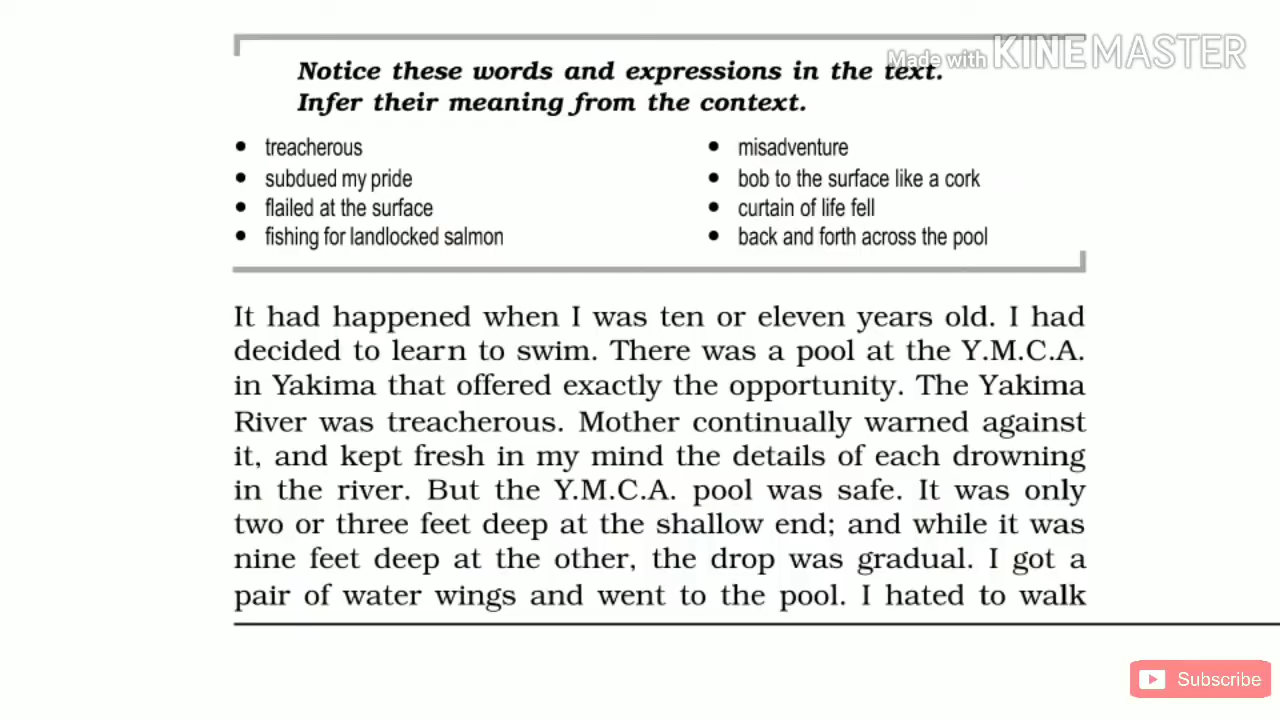 Made with KINEMASTER
Notice these words and expressions in the text.
Infer their meaning from the context.
• treacherous
• subdued my pride
• flailed at the surface
• fishing for landlocked salmon
• misadventure
• bob to the surface like a cork
• curtain of life fell
• back and forth across the pool
It had happened when I was ten or eleven years old. I had
decided to learn to swim. There was a pool at the Y.M.C.A.
in Yakima that offered exactly the opportunity. The Yakima
River was treacherous. Mother continually warned against
it, and kept fresh in my mind the details of each drowning
in the river. But the Y.M.C.A. pool was safe. It was only
two or three feet deep at the shallow end; and while it was
nine feet deep at the other, the drop was gradual. I got a
pair of water wings and went to the pool. I hated to walk
Subscribe